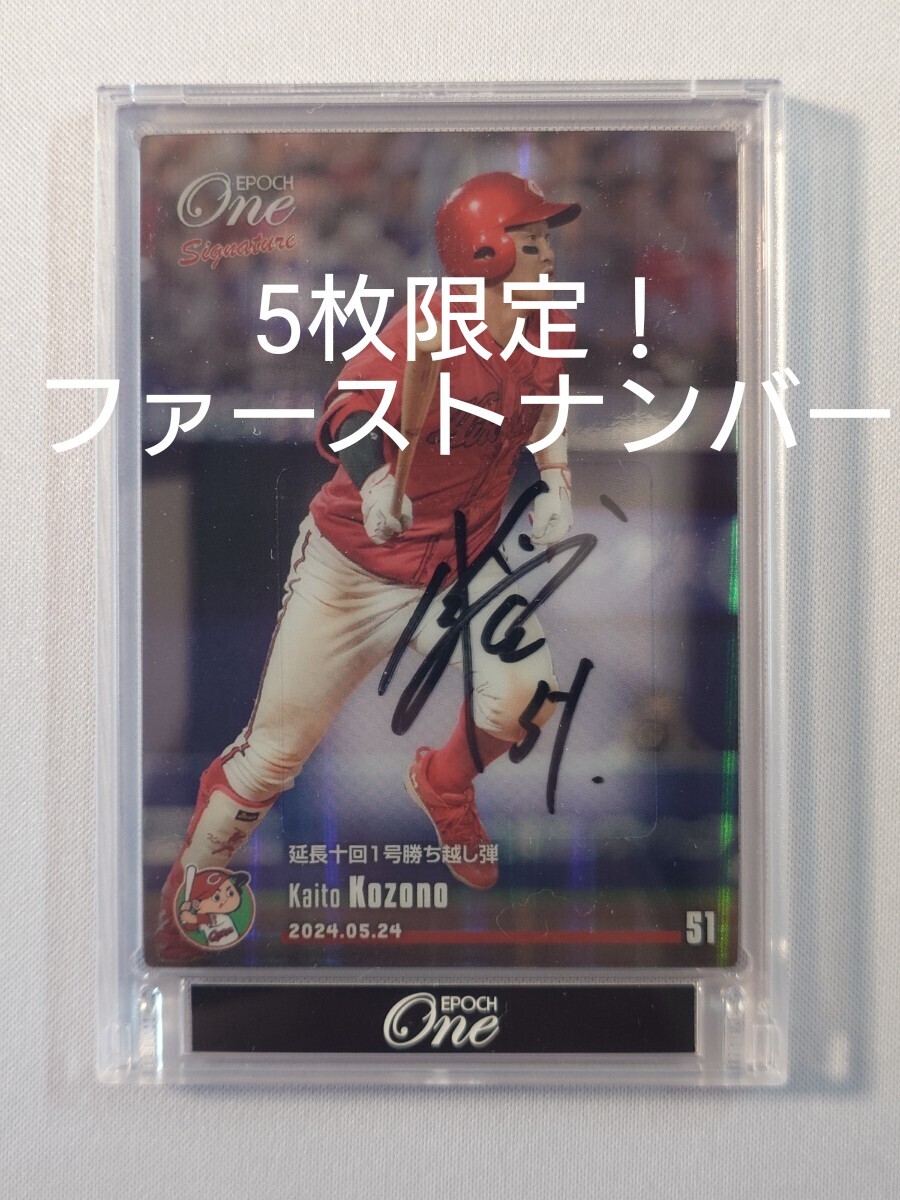 EPOCH
One
Signature
5枚限定！
ファーストナンバー
51.
延長十回1号勝ち越し弾
Kaito Kozono
2024.05.24
51
EPOCH
One